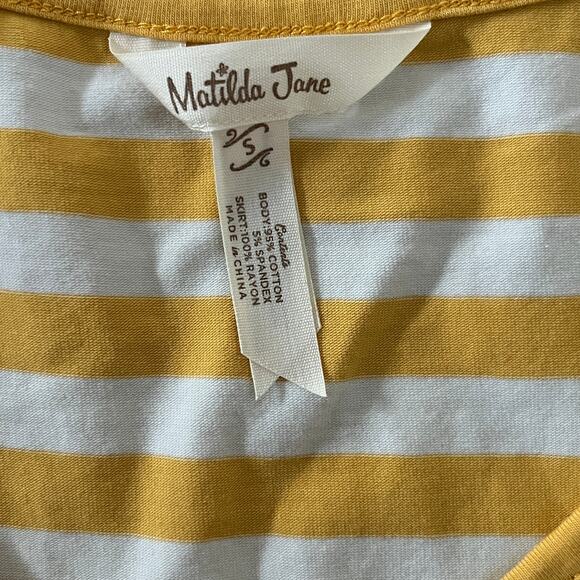 Matilda Jane
S
Contents
BODY:95% COTTON
5% SPANDEX
SKIRT:100% RAYON
MADE in CHINA